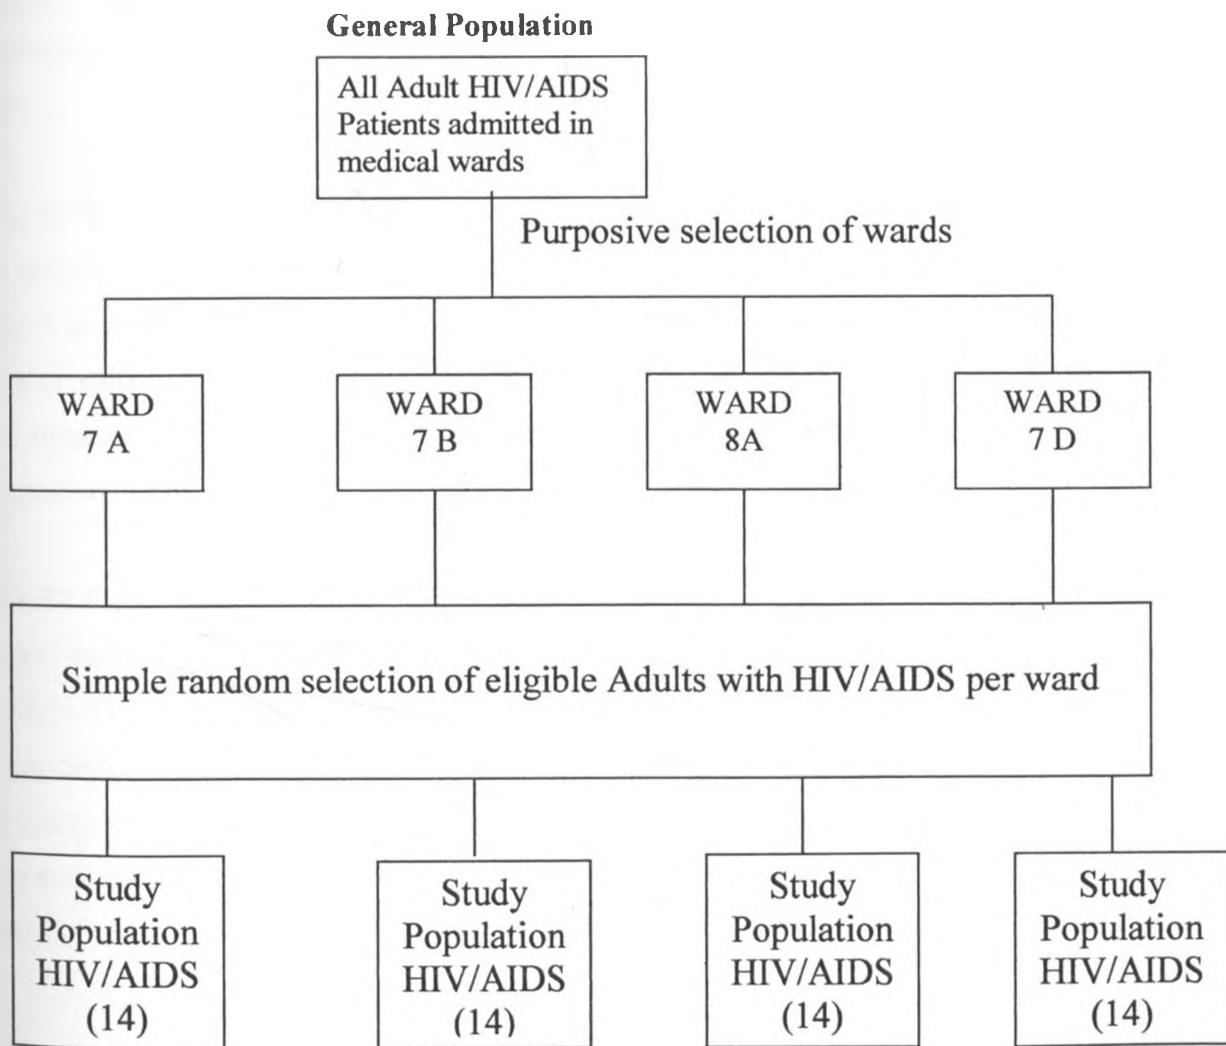 General Population
All Adult HIV/AIDS
Patients admitted in
medical wards
Purposive selection of wards
WARD
7 A
WARD
7 B
WARD
8A
WARD
7 D
Simple random selection of eligible Adults with HIV/AIDS per ward
Study
Population
HIV/AIDS
(14)
Study
Population
HIV/AIDS
(14)
Study
Population
HIV/AIDS
(14)
Study
Population
HIV/AIDS
(14)